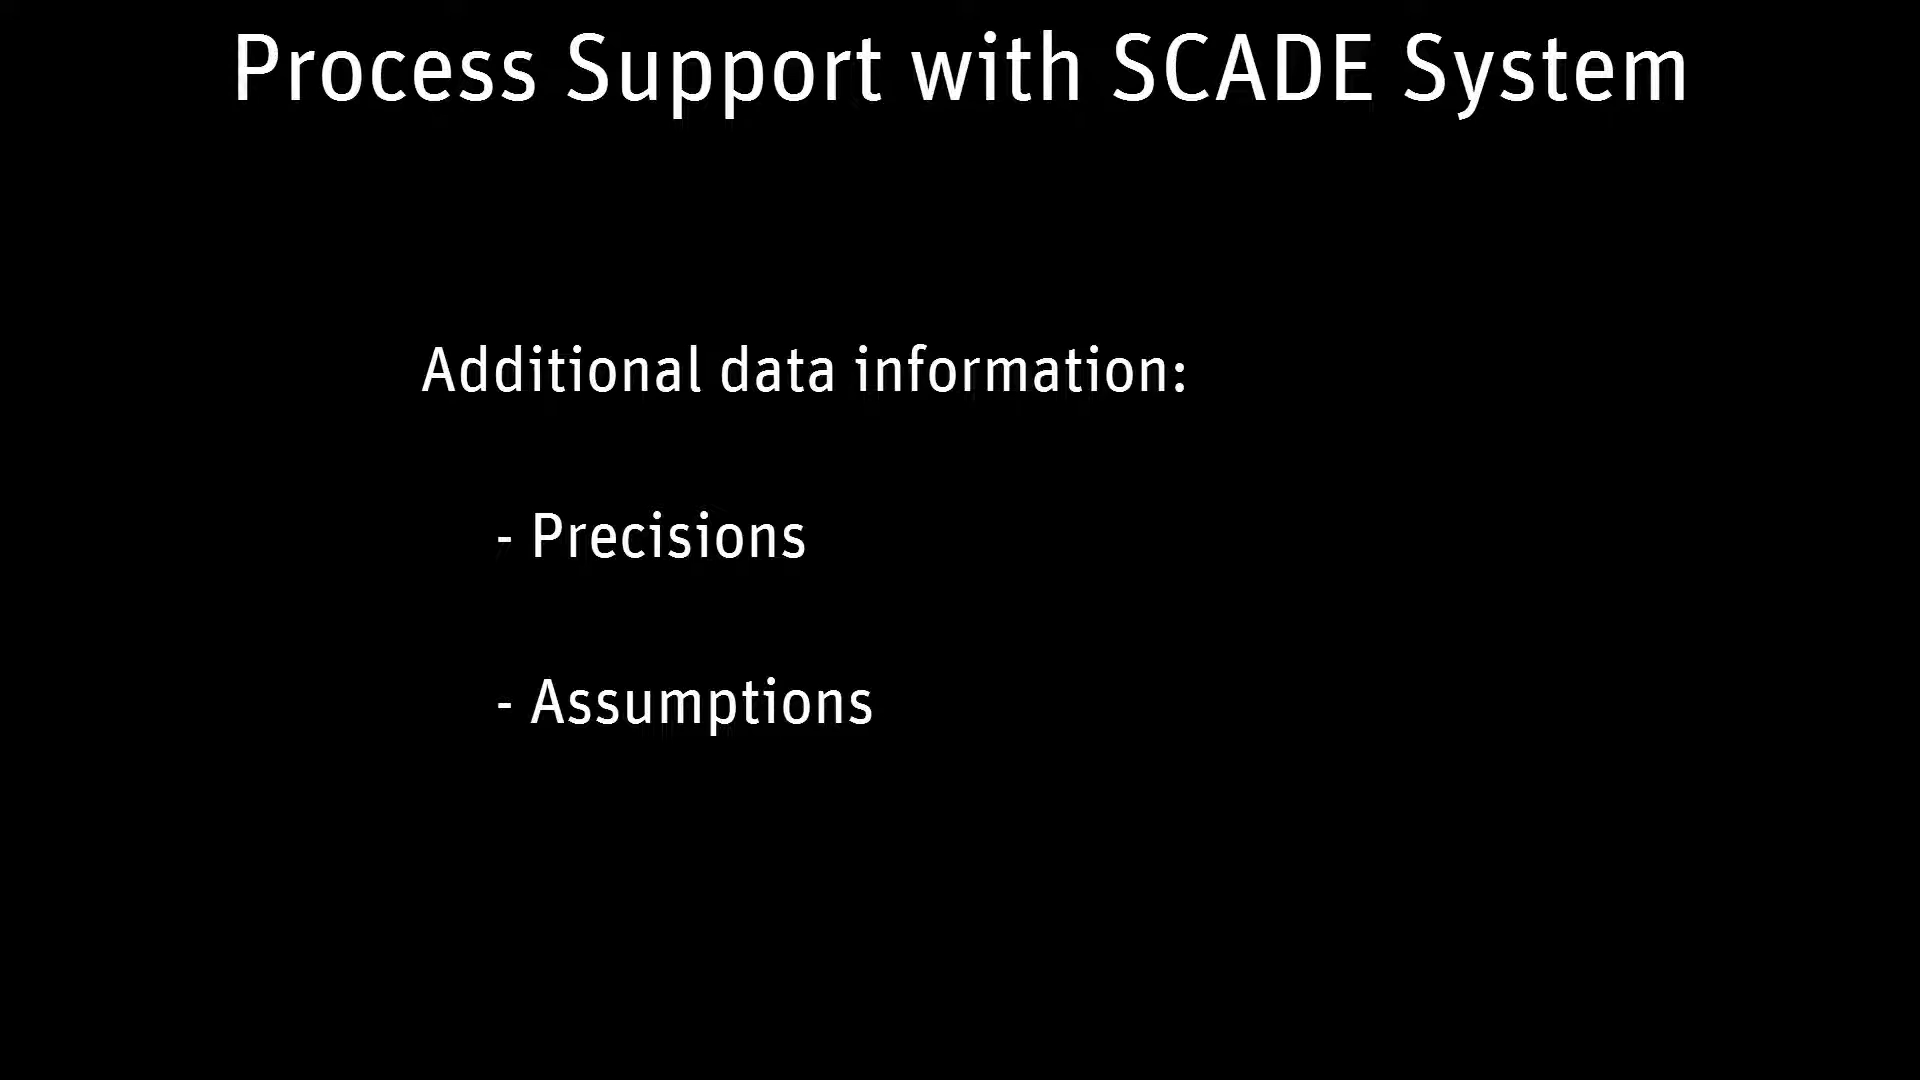 Process Support with SCADE System
Additional data information:
- Precisions
- Assumptions